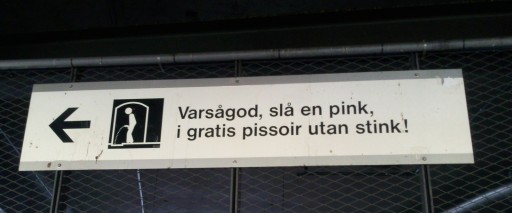 Varsågod, slå en pink,
i gratis pissoir utan stink!